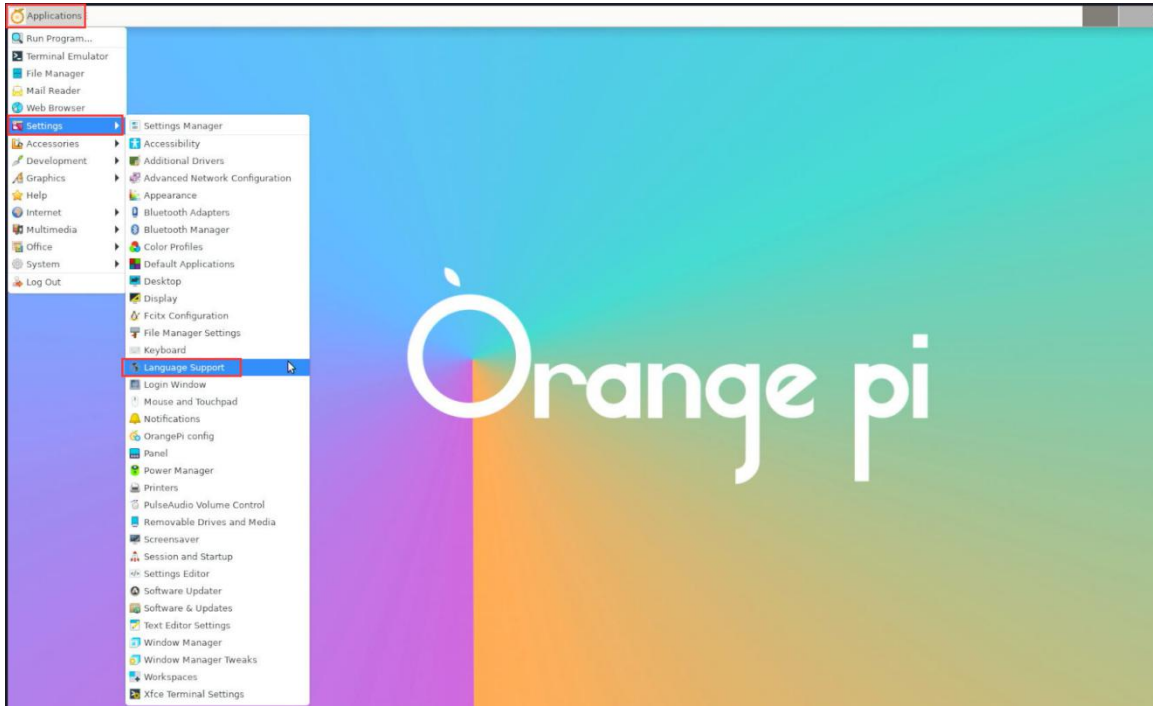 Applications
Run Program...
Terminal Emulator
File Manager
Mail Reader
Web Browser
Settings
Accessories
Development
Graphics
Help
Internet
Multimedia
Office
System
Log Out
Settings Manager
Accessibility
Additional Drivers
Advanced Network Configuration
Appearance
Bluetooth Adapters
Bluetooth Manager
Color Profiles
Default Applications
Desktop
Display
Fcitx Configuration
File Manager Settings
Keyboard
Language Support
Login Window
Mouse and Touchpad
Notifications
OrangePi config
Panel
Power Manager
Printers
PulseAudio Volume Control
Removable Drives and Media
Screensaver
Session and Startup
Settings Editor
Software Updater
Software & Updates
Text Editor Settings
Window Manager
Window Manager Tweaks
Workspaces
Xfce Terminal Settings
Orange pi